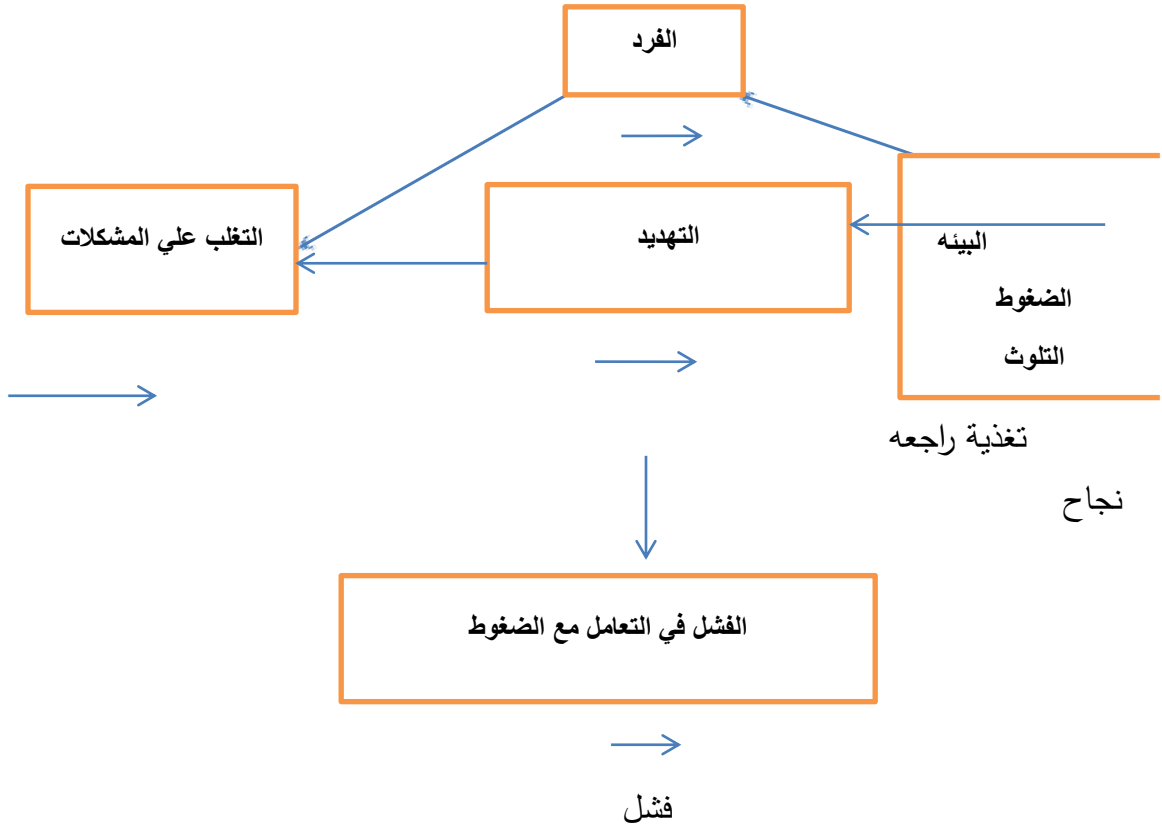 الفرد
البيئه
الضغوط
التلوث
التهديد
التغلب علي المشكلات
تغذية راجعه
نجاح
الفشل في التعامل مع الضغوط
فشل